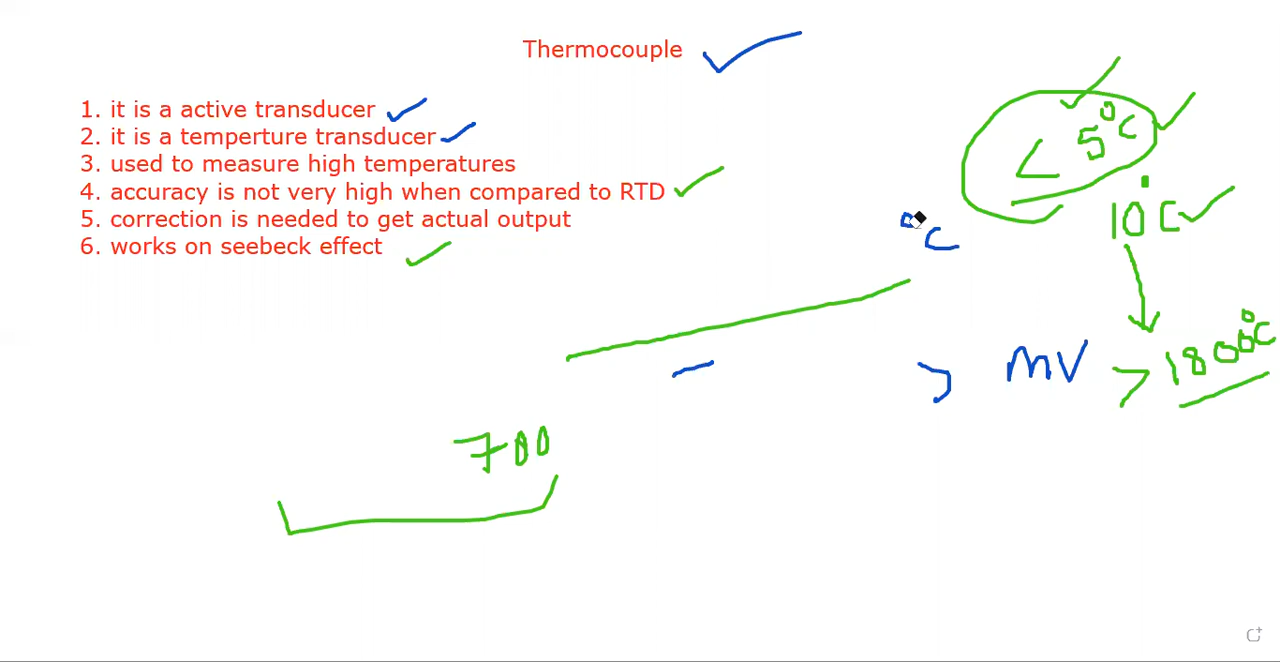 Thermocouple
1. it is a active transducer
2. it is a temperture transducer
3. used to measure high temperatures
4. accuracy is not very high when compared to RTD
5. correction is needed to get actual output
6. works on seebeck effect
< 5°C
10 C
°C
mV > 1800°C
700